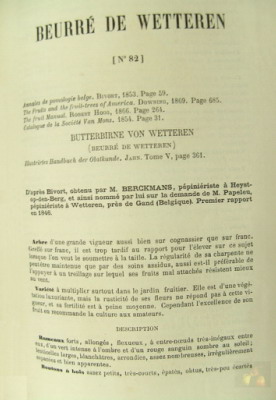 BEURRÉ DE WETTEREN
[N° 82]
Annales de pomologie belge. BIVORT, 1853. Page 59.
The Fruits and the fruit-trees of America. DOWNING, 1869. Page 685.
The fruit Manual. ROBERT HOGG, 1866. Page 264.
Catalogue de la Société Van Mons. 1854. Page 31.
BUTTERBIRNE VON WETTEREN
(BEURRÉ DE WETTEREN)
Illustrirtes Handbuch der Obstkunde. JAHN. Tome V, page 361.
D'après Bivort, obtenu par M. BERCKMANS, pépiniériste à Heyst-
op-den-Berg, et ainsi nommé par lui sur la demande de M. Papeleu,
pépiniériste à Wetteren, près de Gand (Belgique). Premier rapport
en 1846.
Arbre d'une grande vigueur aussi bien sur cognassier que sur franc.
Greffé sur franc, il est trop tardif au rapport pour l'élever sur ce sujet
lorsque l'on veut le soumettre à la taille. La régularité de sa charpente ne
peut être maintenue que par des soins assidus, aussi est-il préférable de
l'appuyer à un treillage sur lequel ses fruits mal attachés résistent mieux
au vent.
Variété à multiplier surtout dans le jardin fruitier. Elle est d'une végé-
tation luxuriante, mais la rusticité de ses fleurs ne répond pas à cette vi-
gueur, et sa fertilité est à peine moyenne. Cependant l'excellence de son
fruit en recommande la culture aux amateurs.
DESCRIPTION
Rameaux forts, allongés, flexueux, à entre-nœuds très-inégaux entre
eux, d'un vert intense à l'ombre et d'un rouge sanguin sombre au soleil;
lenticelles larges, blanchâtres, arrondies, assez nombreuses, irrégulièrement
espacées et bien apparentes.
Boutons à bois assez petits, très-courts, épatés, obtus, très-peu écartés